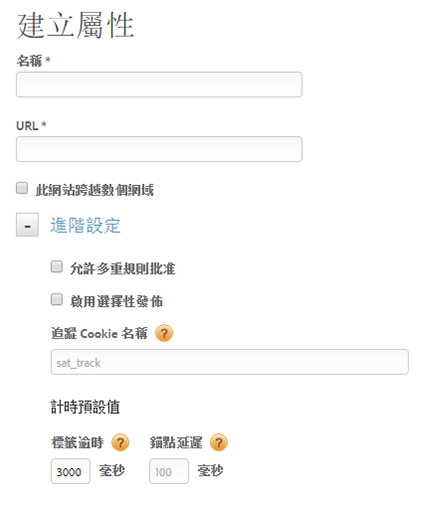 建立屬性
名稱 *
URL *
此網站跨越數個網域
- 進階設定
允許多重規則批准
啟用選擇性發佈
追蹤 Cookie 名稱 ?
sat_track
計時預設值
標籤逾時 ? 錨點延遲 ?
3000 毫秒 100 毫秒